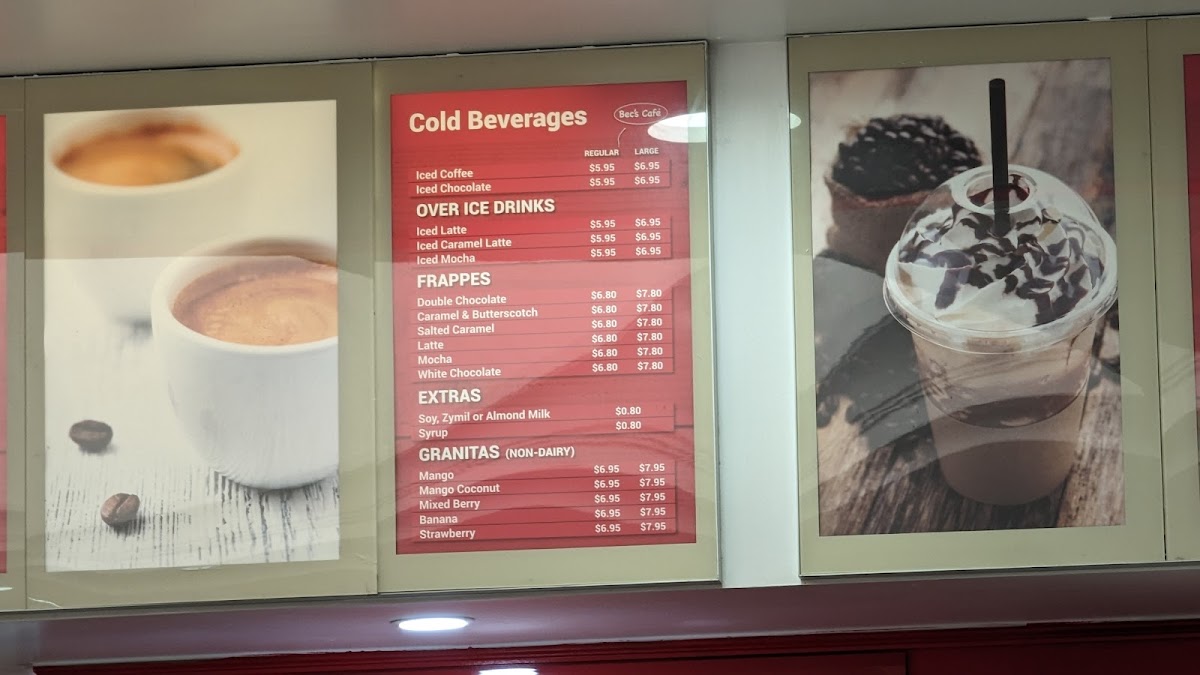 Cold Beverages Bec's Café
REGULAR LARGE
Iced Coffee $5.95 $6.95
Iced Chocolate $5.95 $6.95
OVER ICE DRINKS
Iced Latte $5.95 $6.95
Iced Caramel Latte $5.95 $6.95
Iced Mocha $5.95 $6.95
FRAPPES
Double Chocolate $6.80 $7.80
Caramel & Butterscotch $6.80 $7.80
Salted Caramel $6.80 $7.80
Latte $6.80 $7.80
Mocha $6.80 $7.80
White Chocolate $6.80 $7.80
EXTRAS
Soy, Zymil or Almond Milk $0.80
Syrup $0.80
GRANITAS (NON-DAIRY)
Mango $6.95 $7.95
Mango Coconut $6.95 $7.95
Mixed Berry $6.95 $7.95
Banana $6.95 $7.95
Strawberry $6.95 $7.95